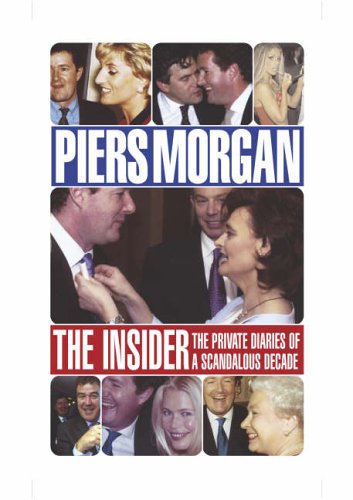 PIERS MORGAN
THE INSIDER
THE PRIVATE DIARIES OF
A SCANDALOUS DECADE